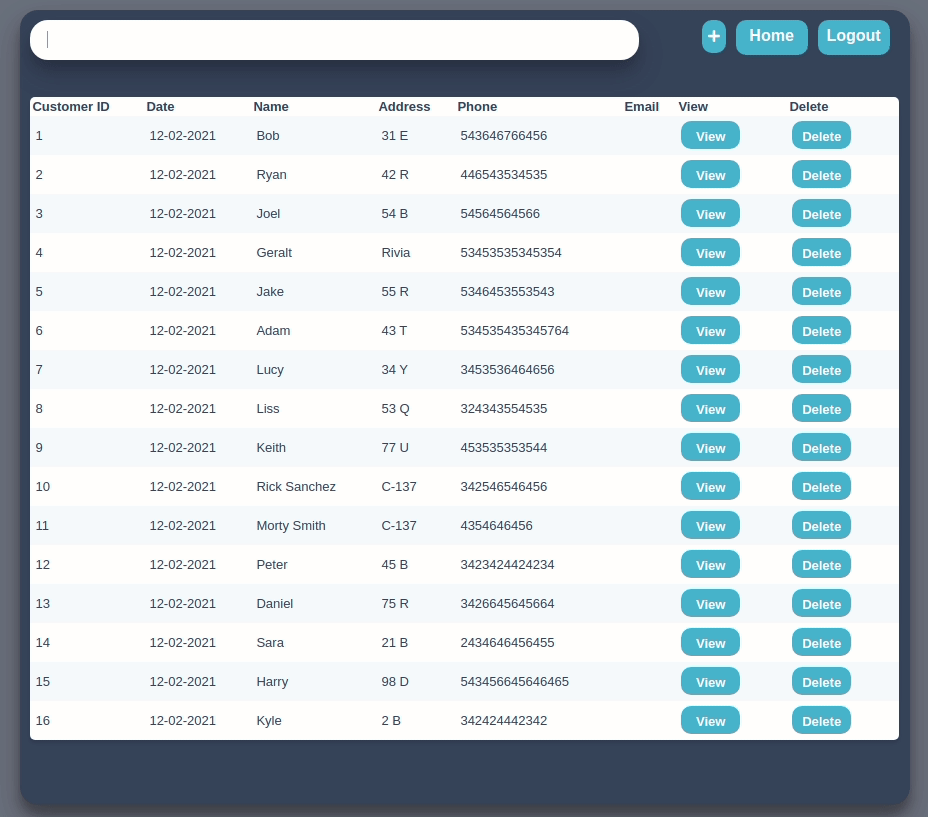 + Home Logout
Customer ID Date Name Address Phone Email View Delete
1 12-02-2021 Bob 31 E 543646766456 View Delete
2 12-02-2021 Ryan 42 R 446543534535 View Delete
3 12-02-2021 Joel 54 B 54564564566 View Delete
4 12-02-2021 Geralt Rivia 53453535345354 View Delete
5 12-02-2021 Jake 55 R 5346453553543 View Delete
6 12-02-2021 Adam 43 T 534535435345764 View Delete
7 12-02-2021 Lucy 34 Y 3453536464656 View Delete
8 12-02-2021 Liss 53 Q 324343554535 View Delete
9 12-02-2021 Keith 77 U 453535353544 View Delete
10 12-02-2021 Rick Sanchez C-137 342546546456 View Delete
11 12-02-2021 Morty Smith C-137 4354646456 View Delete
12 12-02-2021 Peter 45 B 3423424424234 View Delete
13 12-02-2021 Daniel 75 R 3426645645664 View Delete
14 12-02-2021 Sara 21 B 2434646456455 View Delete
15 12-02-2021 Harry 98 D 543456645646465 View Delete
16 12-02-2021 Kyle 2 B 342424442342 View Delete